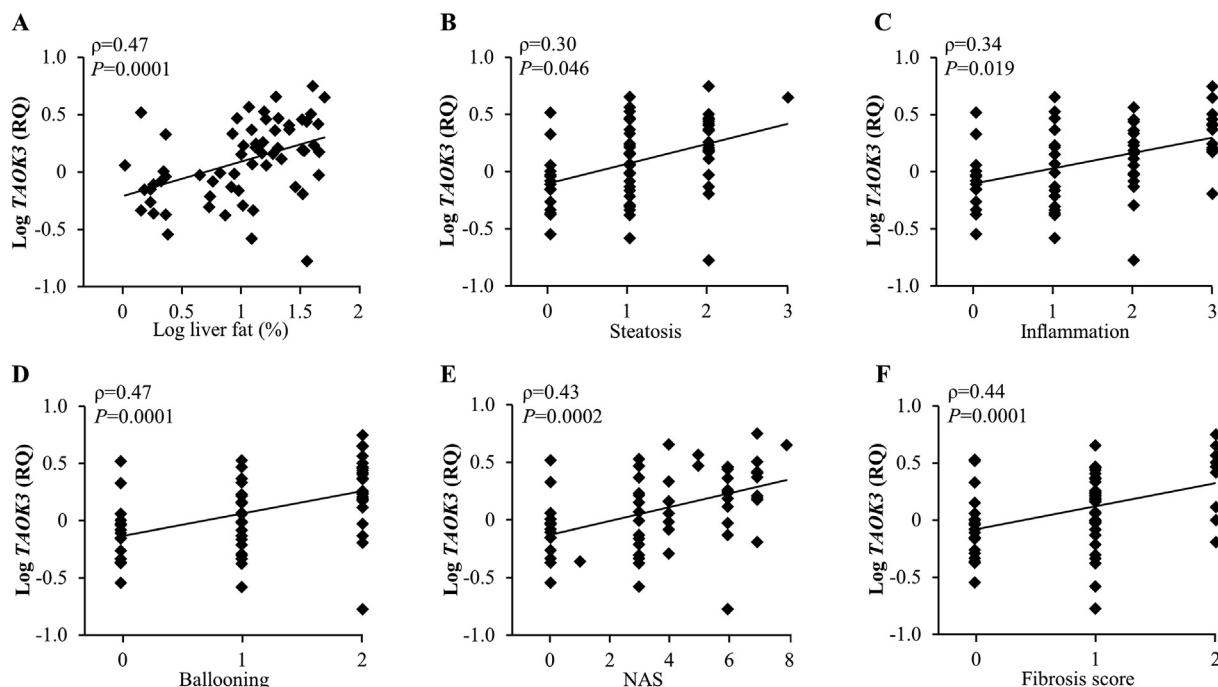 A
ρ=0.47
P=0.0001
1.0
0.5
0
-0.5
-1.0
Log TAOK3 (RQ)
0 0.5 1 1.5 2
Log liver fat (%)
B
ρ=0.30
P=0.046
1.0
0.5
0
-0.5
-1.0
Log TAOK3 (RQ)
0 1 2 3
Steatosis
C
ρ=0.34
P=0.019
1.0
0.5
0
-0.5
-1.0
Log TAOK3 (RQ)
0 1 2 3
Inflammation
D
ρ=0.47
P=0.0001
1.0
0.5
0
-0.5
-1.0
Log TAOK3 (RQ)
0 1 2
Ballooning
E
ρ=0.43
P=0.0002
1.0
0.5
0
-0.5
-1.0
Log TAOK3 (RQ)
0 2 4 6 8
NAS
F
ρ=0.44
P=0.0001
1.0
0.5
0
-0.5
-1.0
Log TAOK3 (RQ)
0 1 2
Fibrosis score